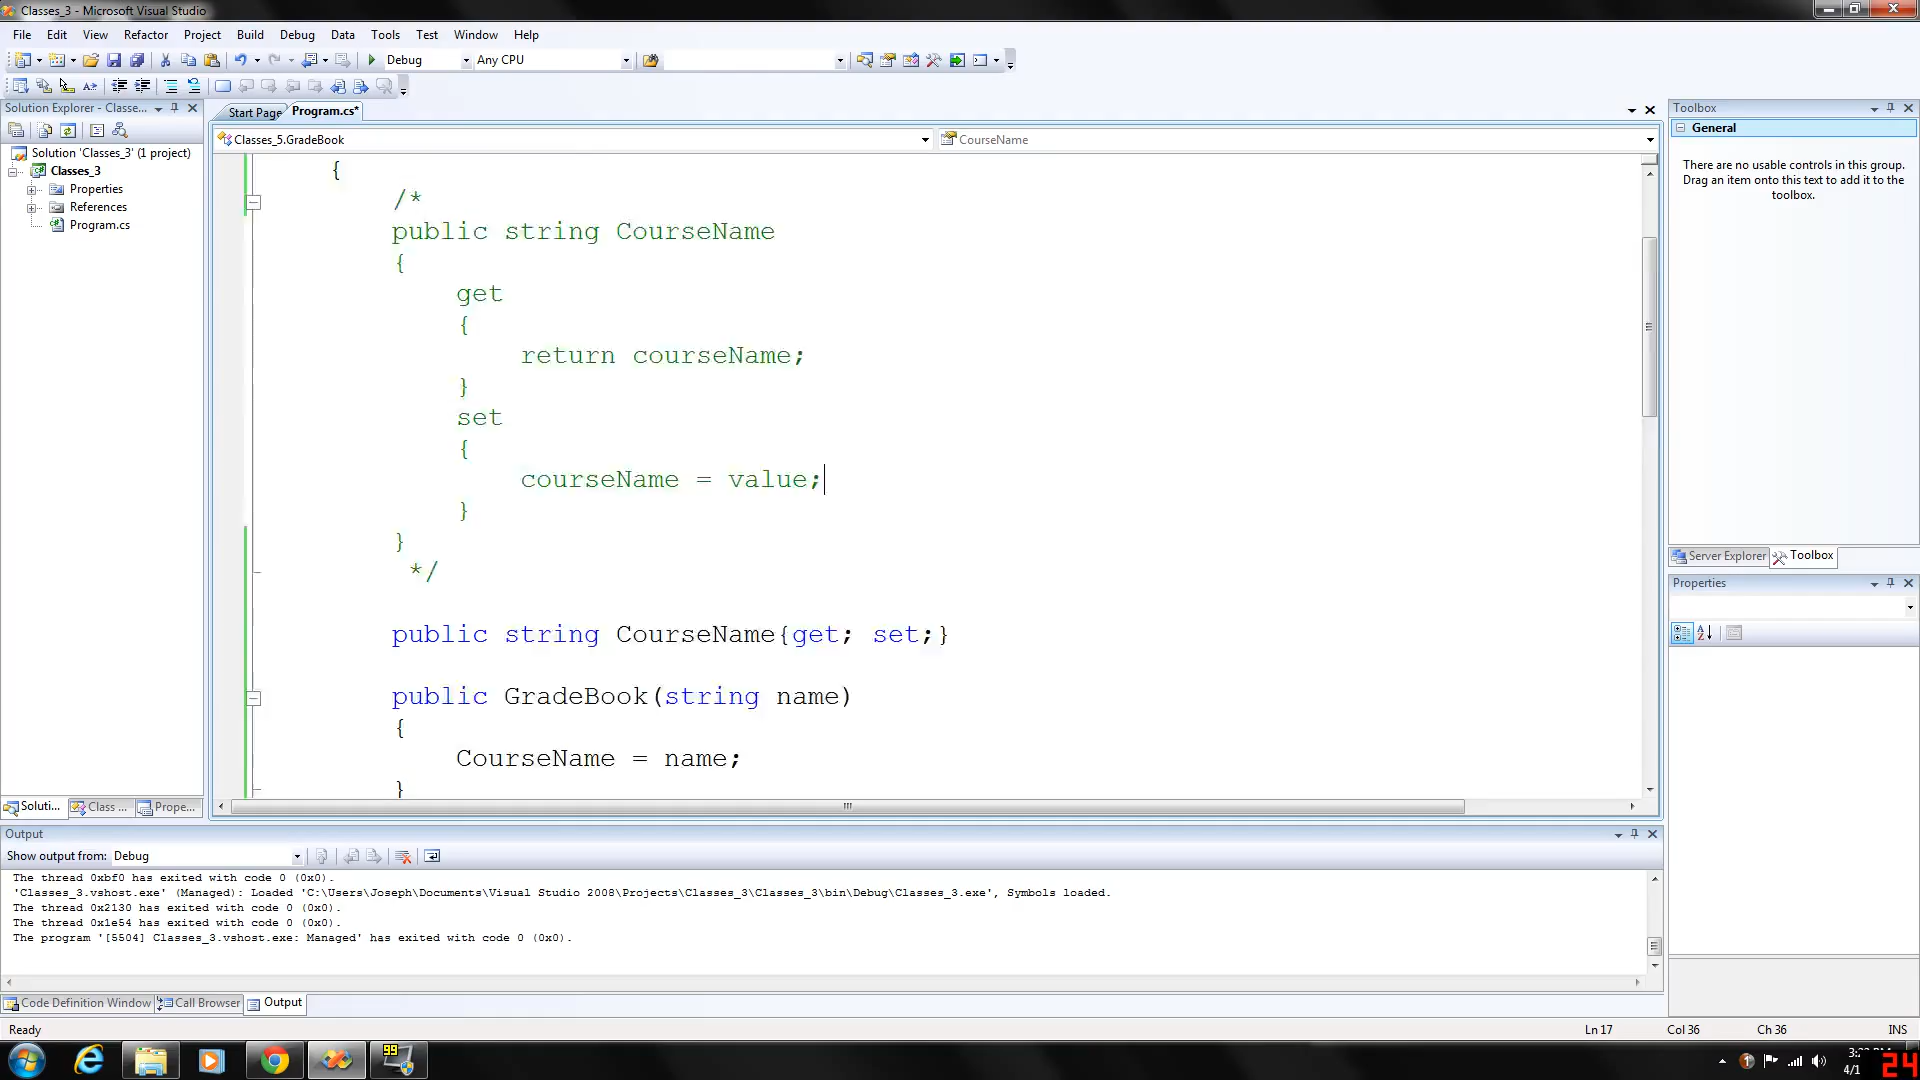 Classes_3 - Microsoft Visual Studio
File Edit View Refactor Project Build Debug Data Tools Test Window Help
Debug Any CPU
Solution Explorer - Classe...
Start Page Program.cs*
Toolbox
General
There are no usable controls in this group.
Drag an item onto this text to add it to the
toolbox.
Classes_5.GradeBook CourseName
Solution 'Classes_3' (1 project)
Classes_3
Properties
References
Program.cs
{
/*
public string CourseName
{
get
{
return courseName;
}
set
{
courseName = value;
}
}
*/
public string CourseName{get; set;}
public GradeBook(string name)
{
CourseName = name;
}
Server Explorer Toolbox
Properties
Soluti... Class ... Prope...
Output
Show output from: Debug
The thread 0xbf0 has exited with code 0 (0x0).
'Classes_3.vshost.exe' (Managed): Loaded 'C:\Users\Joseph\Documents\Visual Studio 2008\Projects\Classes_3\Classes_3\bin\Debug\Classes_3.exe', Symbols loaded.
The thread 0x2130 has exited with code 0 (0x0).
The thread 0x1e54 has exited with code 0 (0x0).
The program '[5504] Classes_3.vshost.exe: Managed' has exited with code 0 (0x0).
Code Definition Window Call Browser Output
Ready Ln 17 Col 36 Ch 36 INS
99
4/1
24